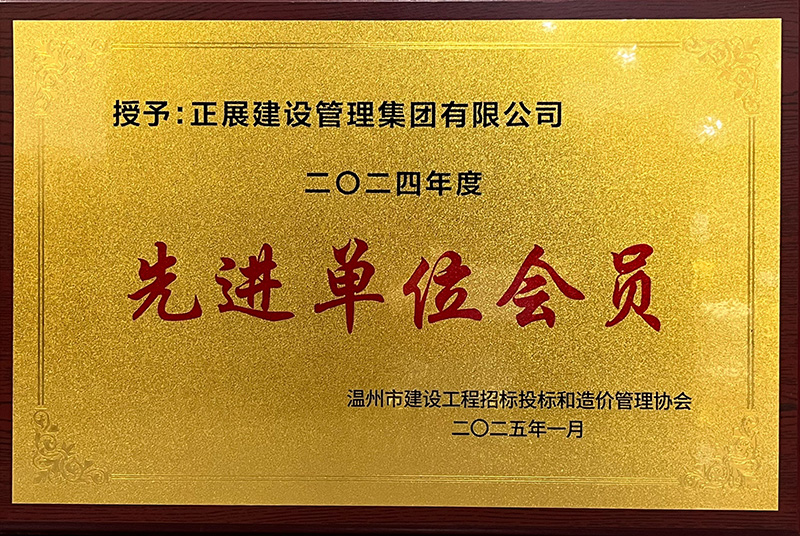 授予：正展建设管理集团有限公司
二〇二四年度
先进单位会员
温州市建设工程招标投标和造价管理协会
二〇二五年一月